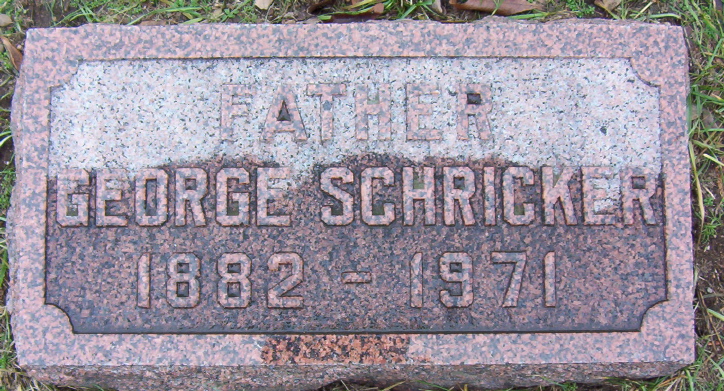 FATHER
GEORGE SCHRICKER
1882 - 1971